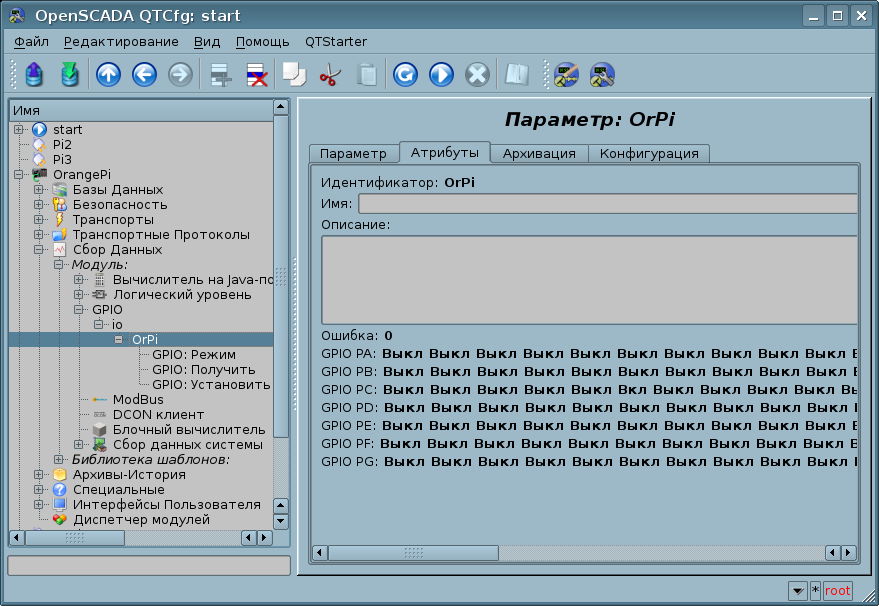 OpenSCADA QTCfg: start
Файл Редактирование Вид Помощь QTStarter
Имя
start
Pi2
Pi3
OrangePi
Базы Данных
Безопасность
Транспорты
Транспортные Протоколы
Сбор Данных
Модуль:
Вычислитель на Java-по
Логический уровень
GPIO
io
OrPi
GPIO: Режим
GPIO: Получить
GPIO: Установить
ModBus
DCON клиент
Блочный вычислитель
Сбор данных системы
Библиотека шаблонов:
Архивы-История
Специальные
Интерфейсы Пользователя
Диспетчер модулей
Параметр: OrPi
Параметр Атрибуты Архивация Конфигурация
Идентификатор: OrPi
Имя:
Описание:
Ошибка: 0
GPIO PA: Выкл Выкл Выкл Выкл Выкл Выкл Выкл Выкл Выкл Выкл
GPIO PB: Выкл Выкл Выкл Выкл Выкл Выкл Выкл Выкл Выкл Выкл
GPIO PC: Выкл Выкл Выкл Выкл Выкл Вкл Выкл Выкл Выкл Выкл Вы
GPIO PD: Выкл Выкл Выкл Выкл Выкл Выкл Выкл Выкл Выкл Выкл
GPIO PE: Выкл Выкл Выкл Выкл Выкл Выкл Выкл Выкл Выкл Выкл
GPIO PF: Выкл Выкл Выкл Выкл Выкл Выкл Выкл Выкл Выкл Выкл
GPIO PG: Выкл Выкл Выкл Выкл Выкл Выкл Выкл Выкл Выкл Выкл
* root